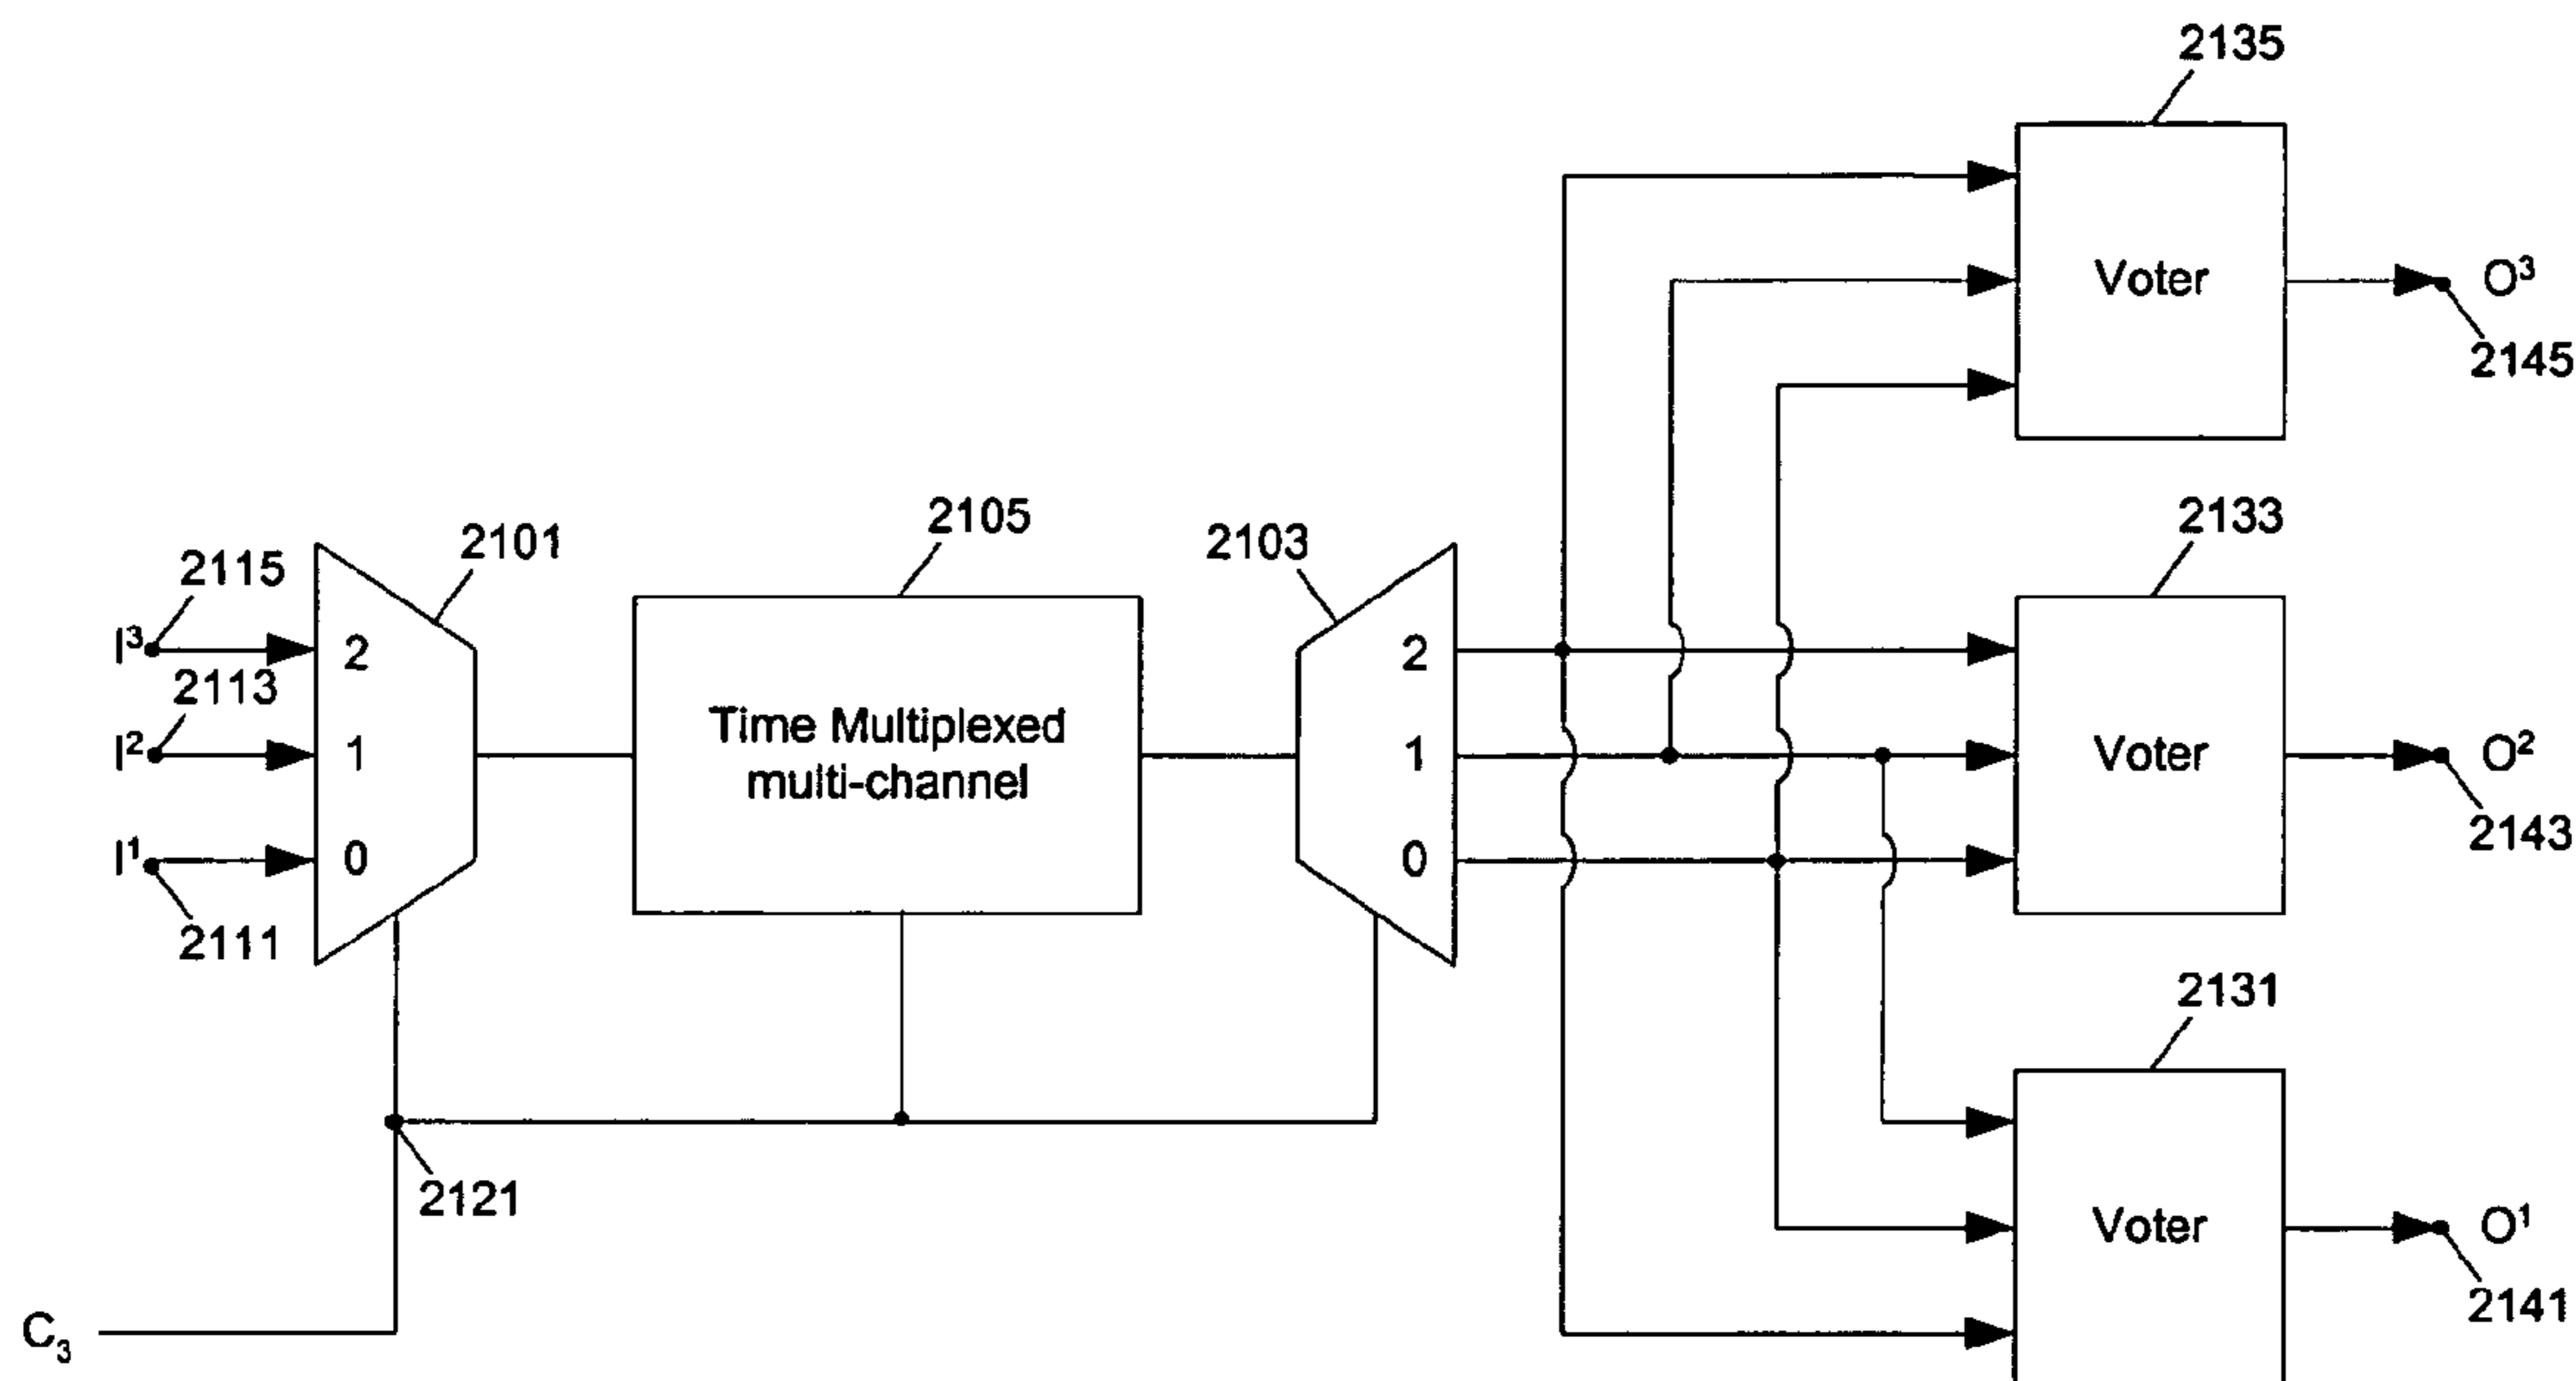 2135
Voter
O³
2145
2105
2103
2133
2101
2115
I³
2
Time Multiplexed
multi-channel
2
2113
I²
1
1
Voter
O²
2143
I¹
0
0
2111
2131
2121
Voter
O¹
2141
C₃